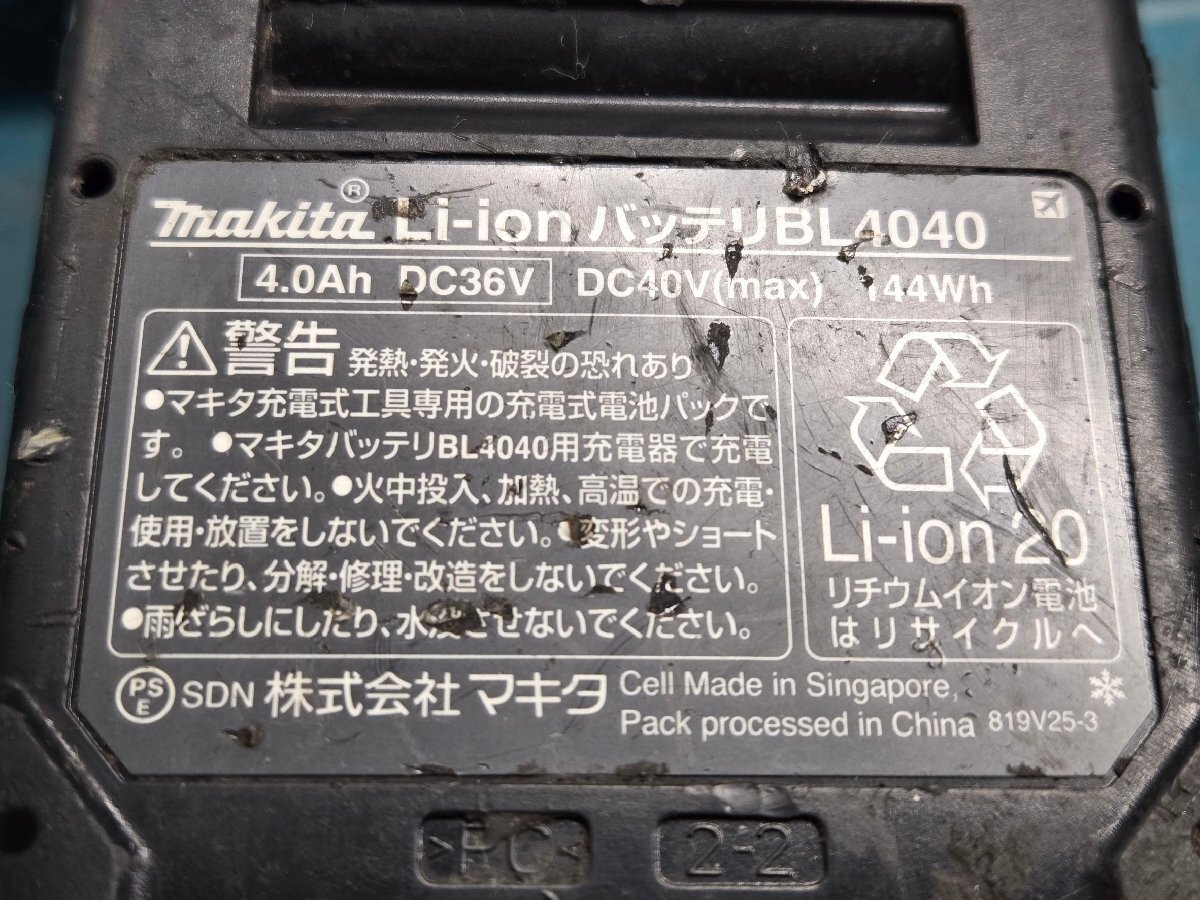 makita® Li-ion バッテリBL4040
4.0Ah DC36V DC40V(max) 144Wh
警告 発熱・発火・破裂の恐れあり
●マキタ充電式工具専用の充電式電池パックで
す。●マキタバッテリBL4040用充電器で充電
してください。●火中投入、加熱、高温での充電・
使用・放置をしないでください。●変形やショート
させたり、分解・修理・改造をしないでください。
●雨ざらしにしたり、水浸させないでください。
Li-ion 20
リチウムイオン電池
はリサイクルへ
PS
E
SDN 株式会社 マキタ
Cell Made in Singapore,
Pack processed in China 819V25-3
>PC<
2-2